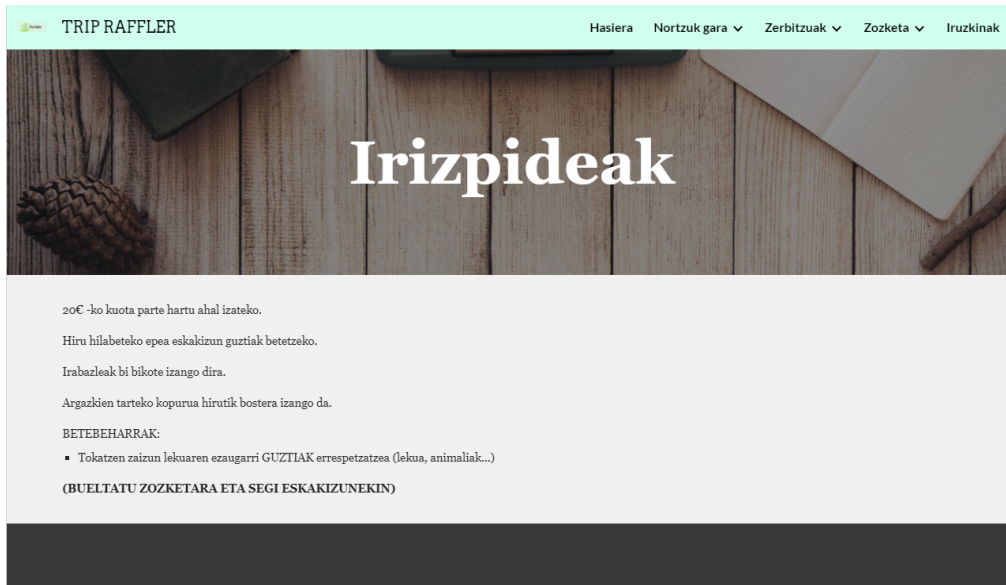 TRIP RAFFLER
Hasiera Nortzuk gara Zerbitzuak Zozketa Iruzkinak
Irizpideak
20€ -ko kuota parte hartu ahal izateko.
Hiru hilabeteko epea eskakizun guztiak betetzeko.
Irabazleak bi bikote izango dira.
Argazkien tarteko kopurua hirutik bostera izango da.
BETEBEHARRAK:
Tokatzen zaizun lekuaren ezaugarri GUZTIAK errespetzatzea (lekua, animaliak...)
(BUELTATU ZOZKETARA ETA SEGI ESKAKIZUNEKIN)